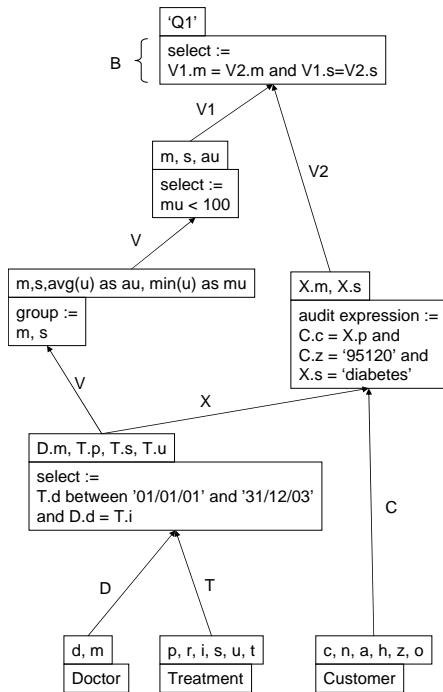 ‘Q1’
select :=
V1.m = V2.m and V1.s=V2.s
B
V1
V2
m, s, au
select :=
mu < 100
V
m,s,avg(u) as au, min(u) as mu
group :=
m, s
X.m, X.s
audit expression :=
C.c = X.p and
C.z = ‘95120’ and
X.s = ‘diabetes’
V
X
D.m, T.p, T.s, T.u
select :=
T.d between ’01/01/01’ and ’31/12/03’
and D.d = T.i
C
D
T
d, m
Doctor
p, r, i, s, u, t
Treatment
c, n, a, h, z, o
Customer